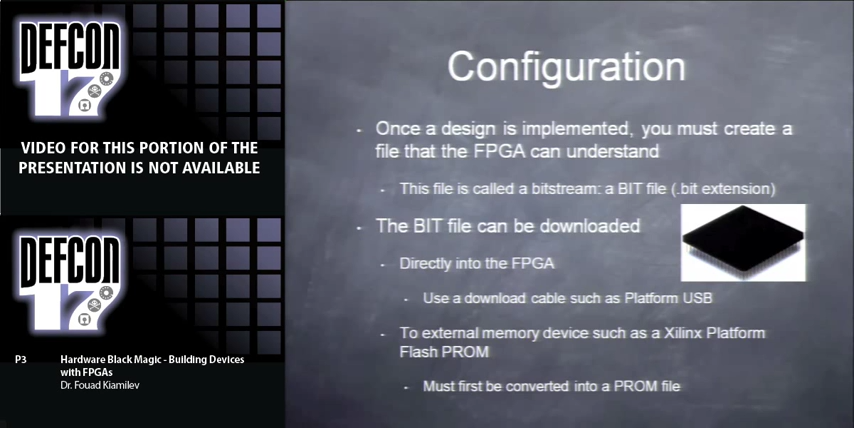 DEFCON
17
VIDEO FOR THIS PORTION OF THE
PRESENTATION IS NOT AVAILABLE
DEFCON
17
P3 Hardware Black Magic - Building Devices
with FPGAs
Dr. Fouad Kiamilev
Configuration
Once a design is implemented, you must create a
file that the FPGA can understand
This file is called a bitstream: a BIT file (.bit extension)
The BIT file can be downloaded
Directly into the FPGA
Use a download cable such as Platform USB
To external memory device such as a Xilinx Platform
Flash PROM
Must first be converted into a PROM file